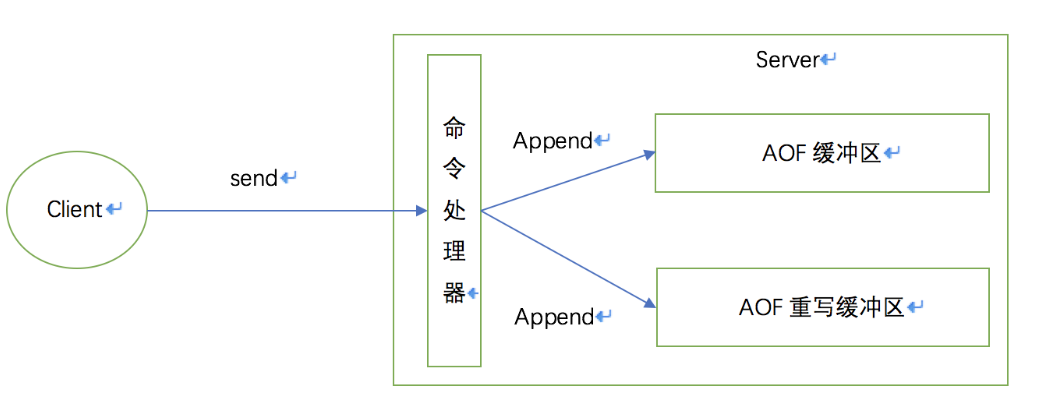 Server
命
令
处
理
器
Append
AOF 缓冲区
send
Client
Append
AOF 重写缓冲区